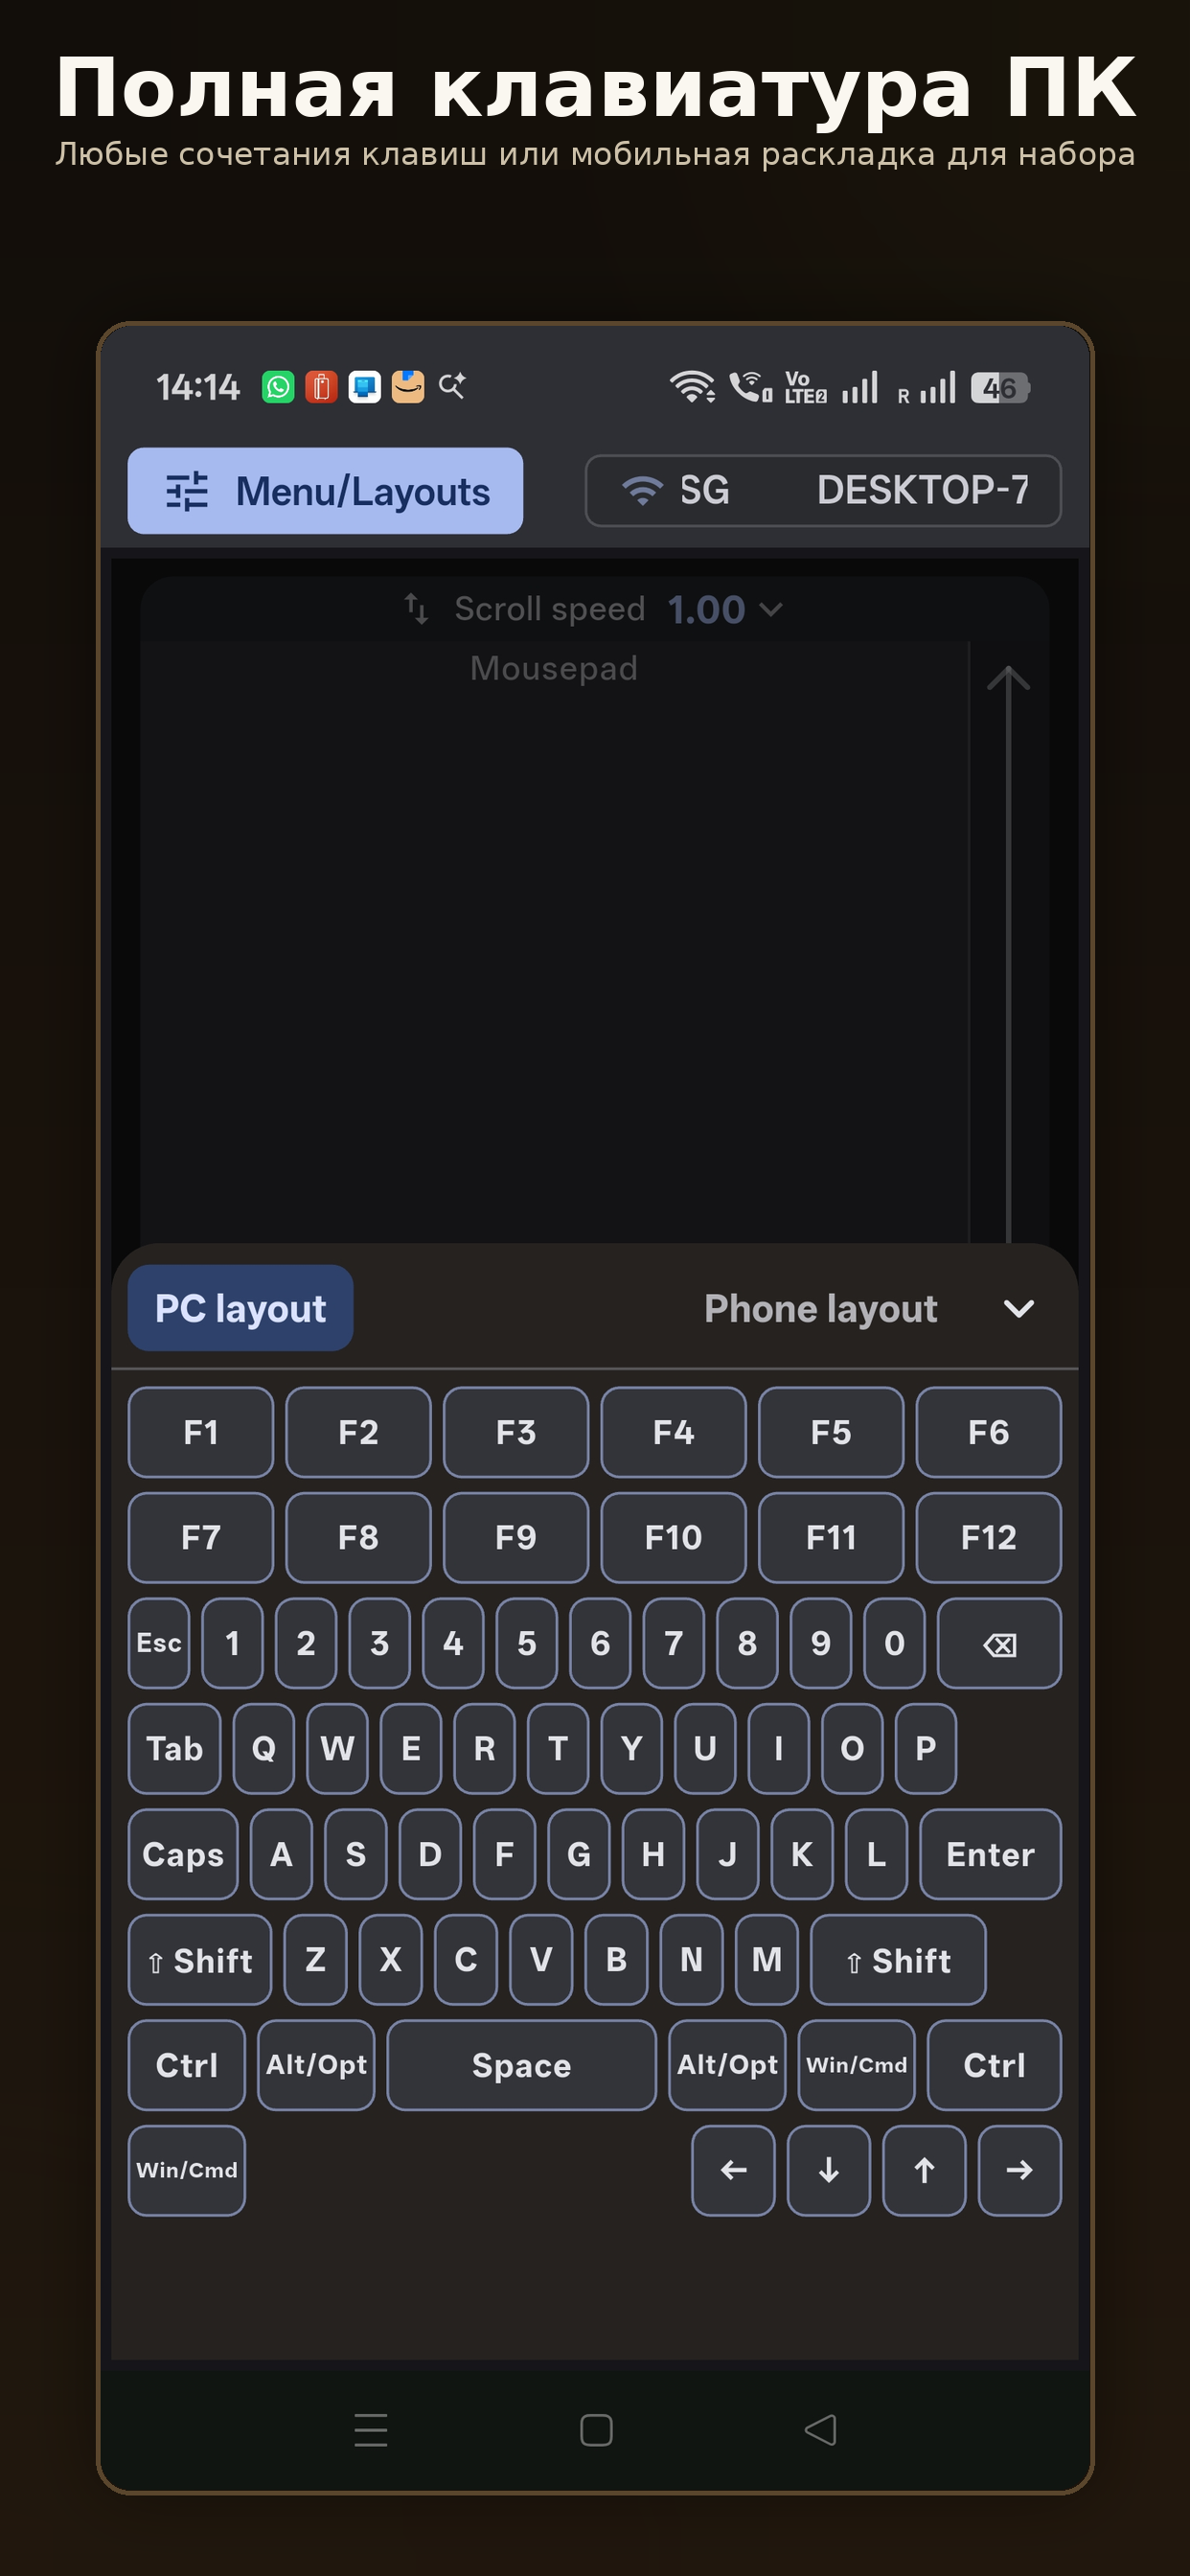 Полная клавиатура ПК
Любые сочетания клавиш или мобильная раскладка для набора
14:14 Vo LTE 2 R 46
Menu/Layouts SG DESKTOP-7
Scroll speed 1.00
Mousepad
PC layout Phone layout
F1 F2 F3 F4 F5 F6
F7 F8 F9 F10 F11 F12
Esc 1 2 3 4 5 6 7 8 9 0
Tab Q W E R T Y U I O P
Caps A S D F G H J K L Enter
⇧ Shift Z X C V B N M ⇧ Shift
Ctrl Alt/Opt Space Alt/Opt Win/Cmd Ctrl
Win/Cmd ← ↓ ↑ →